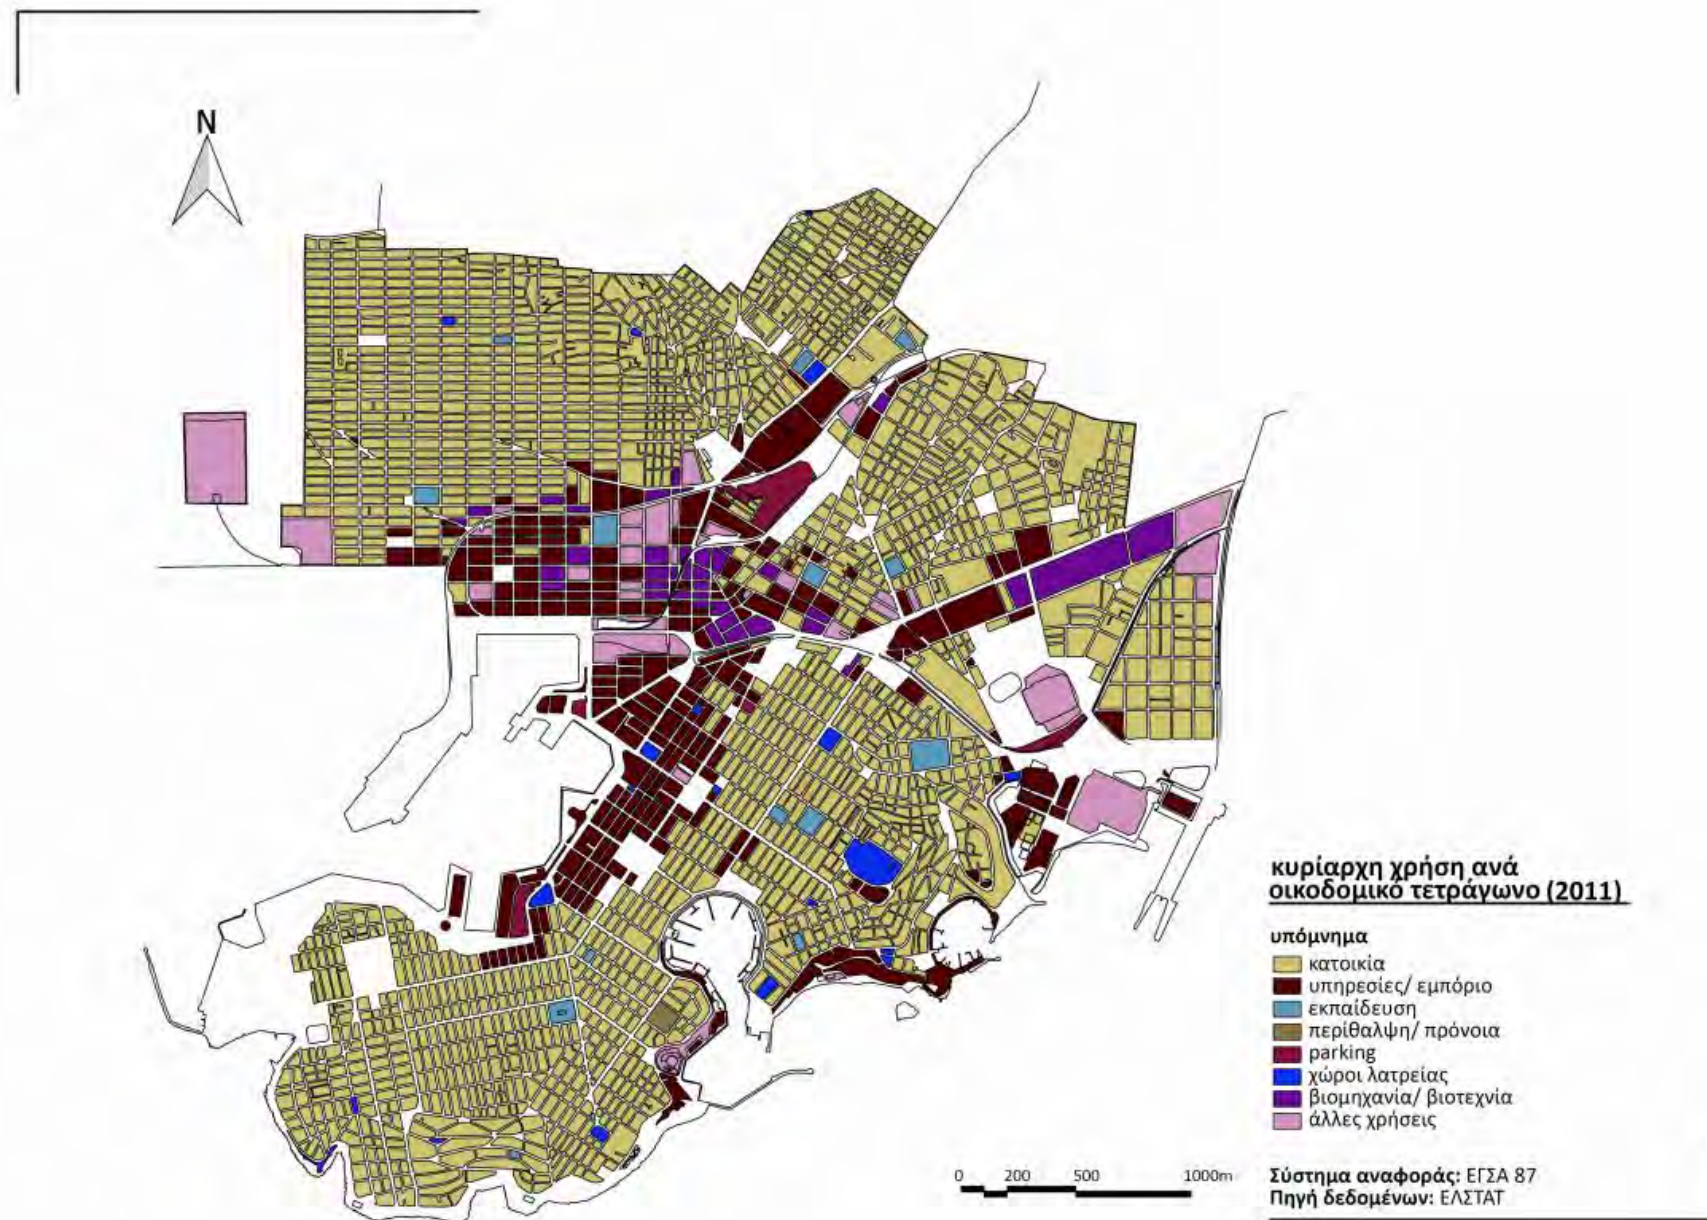 N
κυρίαρχη χρήση ανά
οικοδομικό τετράγωνο (2011)
υπόμνημα
κατοικία
υπηρεσίες/ εμπόριο
εκπαίδευση
περίθαλψη/ πρόνοια
parking
χώροι λατρείας
βιομηχανία/ βιοτεχνία
άλλες χρήσεις
0 200 500 1000m
Σύστημα αναφοράς: ΕΓΣΑ 87
Πηγή δεδομένων: ΕΛΣΤΑΤ